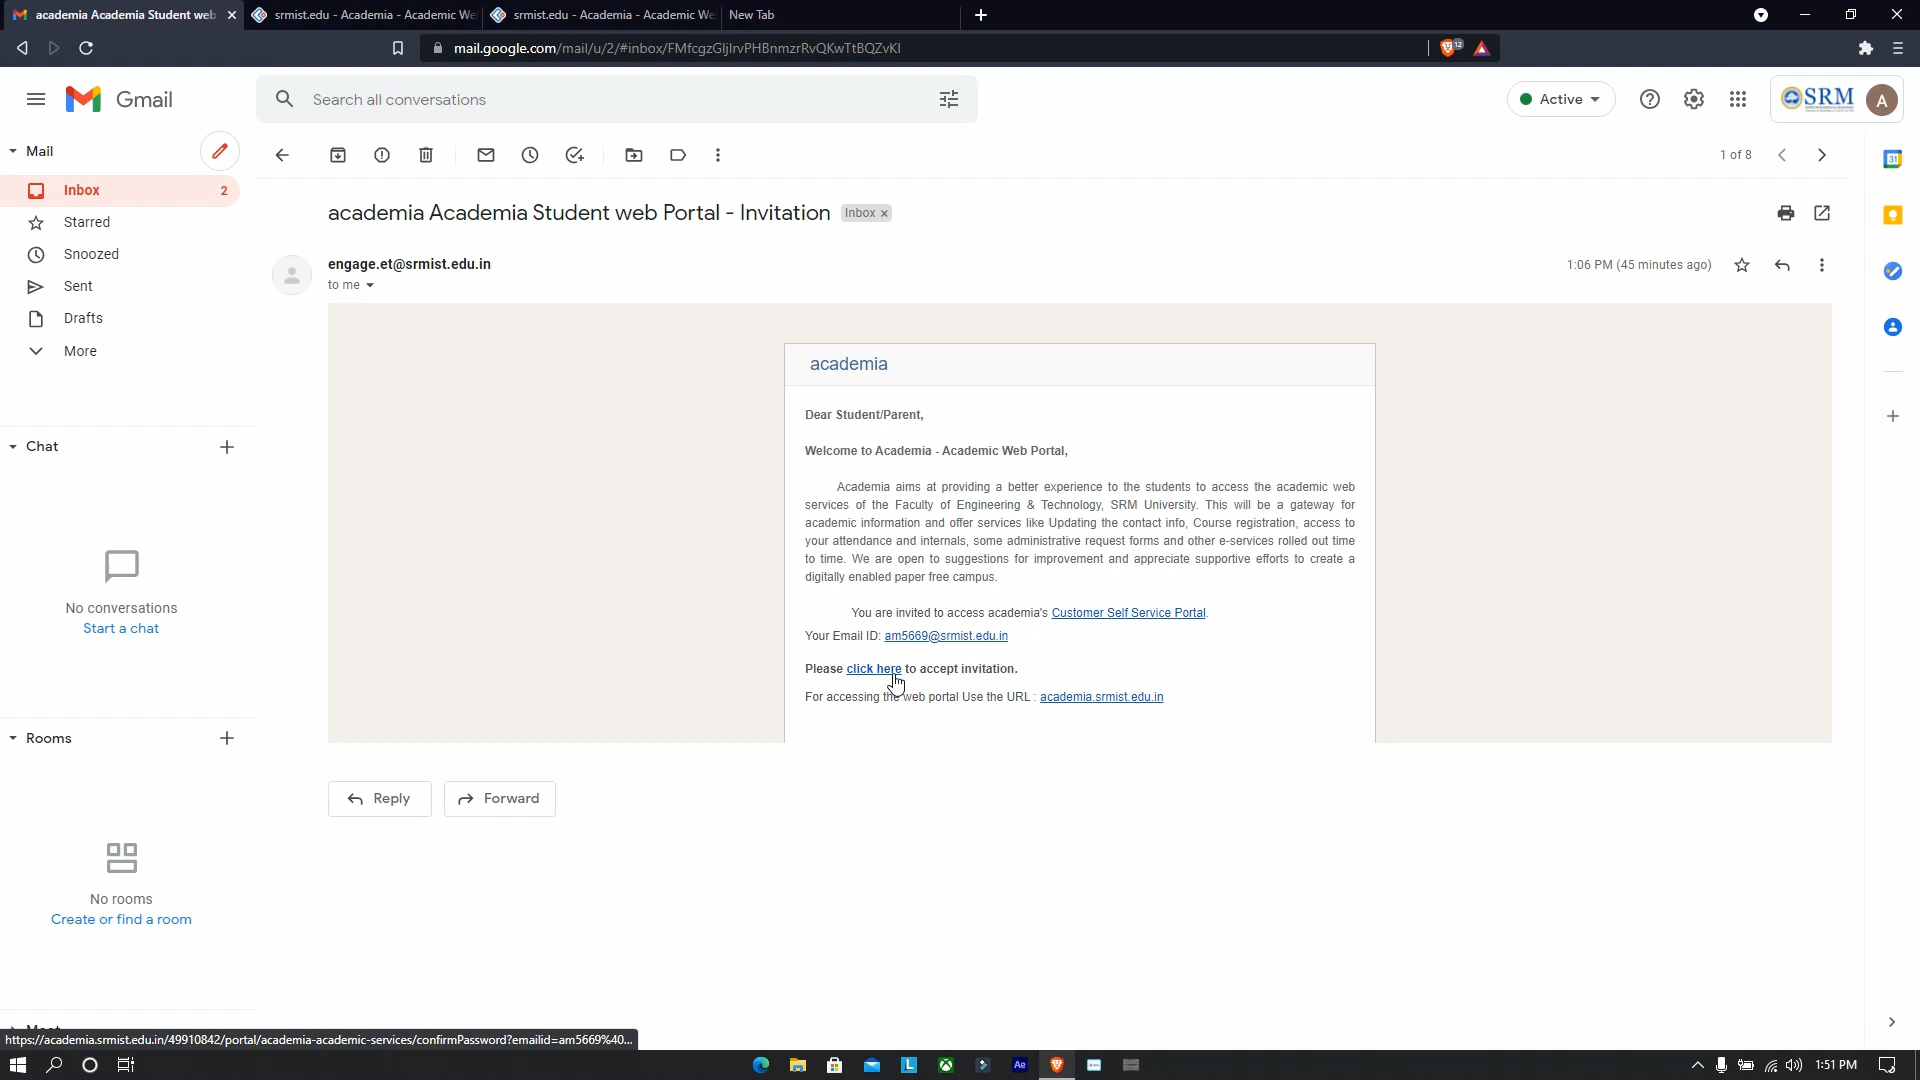 academia Academia Student web
srmist.edu - Academia - Academic We
srmist.edu - Academia - Academic We
New Tab
mail.google.com/mail/u/2/#inbox/FMfcgzGljlrvPHBnmzrRvQKwTtBQZvKl
12
Gmail
Search all conversations
Active
SRM
A
Mail
1 of 8
31
Inbox 2
Starred
Snoozed
Sent
Drafts
More
academia Academia Student web Portal - Invitation Inbox ×
engage.et@srmist.edu.in
1:06 PM (45 minutes ago)
to me
academia
Dear Student/Parent,
Welcome to Academia - Academic Web Portal,
Academia aims at providing a better experience to the students to access the academic web
services of the Faculty of Engineering & Technology, SRM University. This will be a gateway for
academic information and offer services like Updating the contact info, Course registration, access to
your attendance and internals, some administrative request forms and other e-services rolled out time
to time. We are open to suggestions for improvement and appreciate supportive efforts to create a
digitally enabled paper free campus.
You are invited to access academia's Customer Self Service Portal.
Your Email ID: am5669@srmist.edu.in
Please click here to accept invitation.
For accessing the web portal Use the URL : academia.srmist.edu.in
Chat
No conversations
Start a chat
Rooms
Reply
Forward
No rooms
Create or find a room
https://academia.srmist.edu.in/49910842/portal/academia-academic-services/confirmPassword?emailid=am5669%40...
L
Ae
1:51 PM